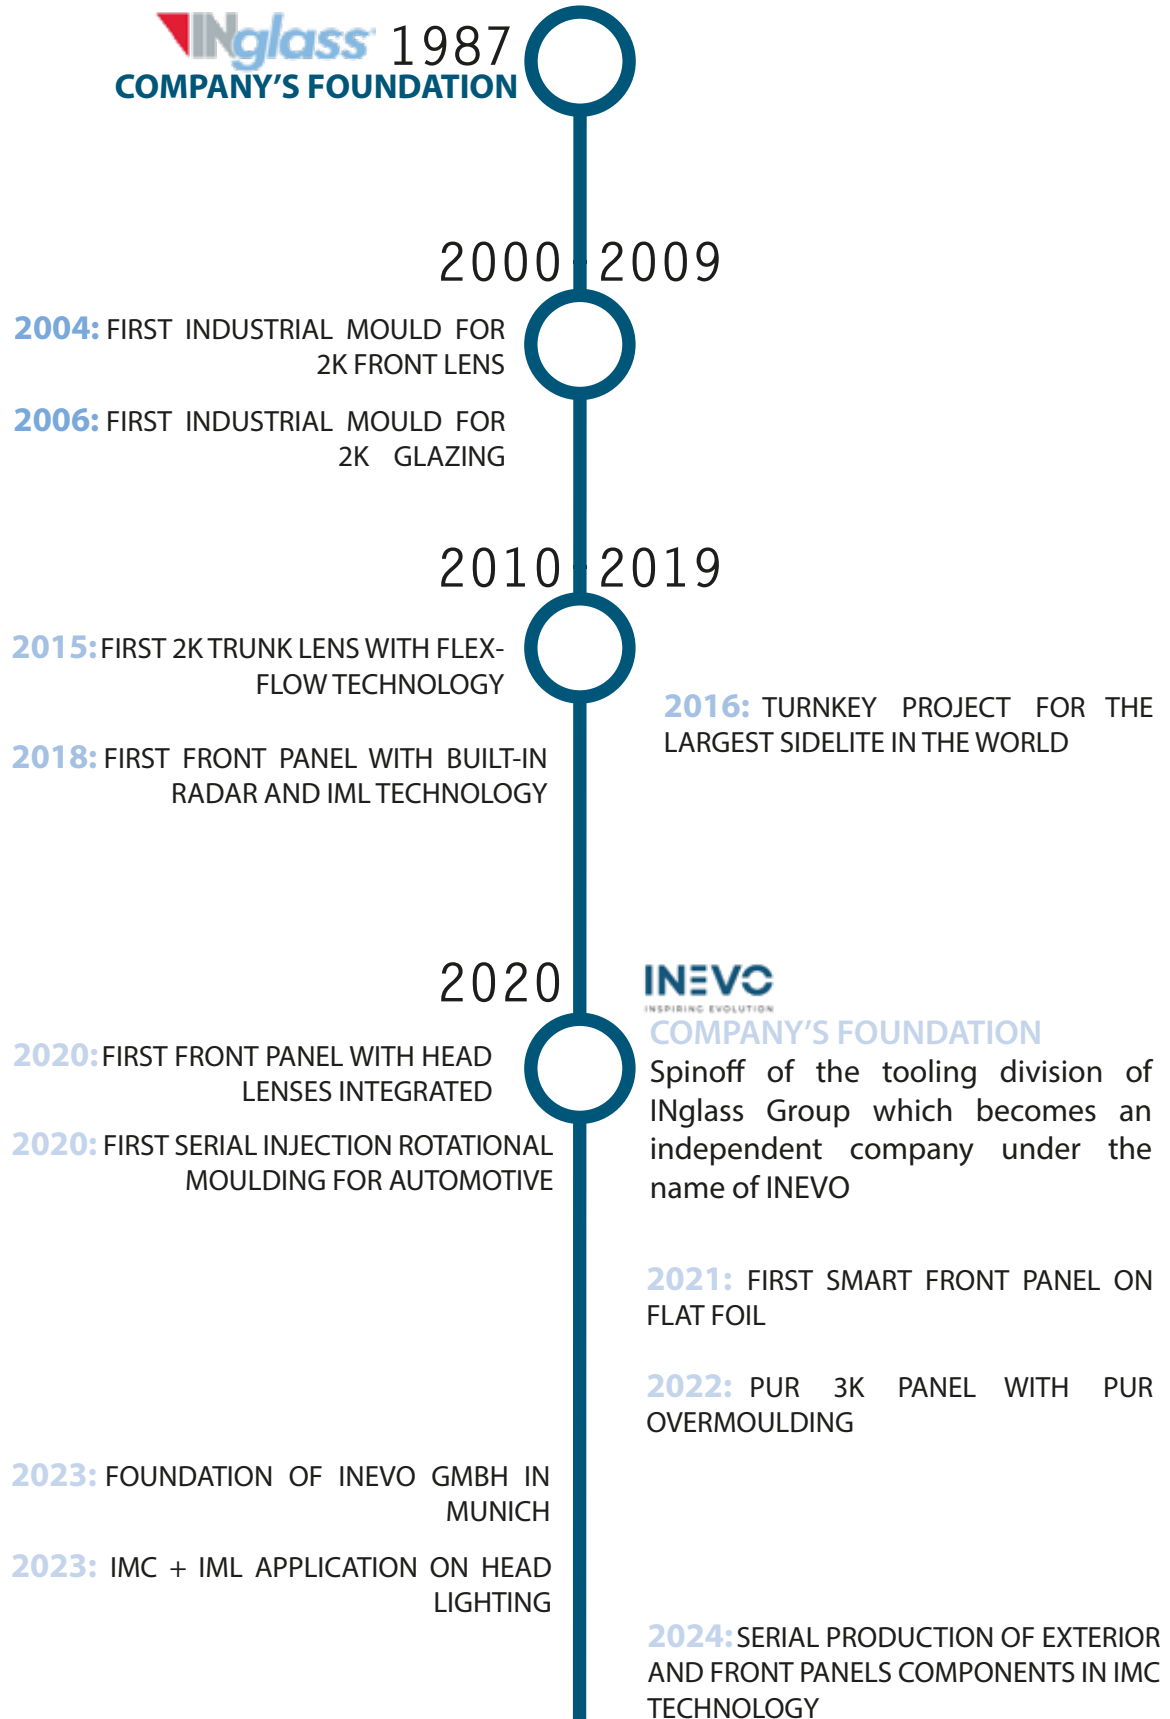 INglass 1987
COMPANY'S FOUNDATION
2000-2009
2004: FIRST INDUSTRIAL MOULD FOR
2K FRONT LENS
2006: FIRST INDUSTRIAL MOULD FOR
2K GLAZING
2010-2019
2015: FIRST 2K TRUNK LENS WITH FLEX-
FLOW TECHNOLOGY
2016: TURNKEY PROJECT FOR THE
LARGEST SIDELITE IN THE WORLD
2018: FIRST FRONT PANEL WITH BUILT-IN
RADAR AND IML TECHNOLOGY
2020
INEVO
INSPIRING EVOLUTION
COMPANY'S FOUNDATION
Spinoff of the tooling division of
INglass Group which becomes an
independent company under the
name of INEVO
2020: FIRST FRONT PANEL WITH HEAD
LENSES INTEGRATED
2020: FIRST SERIAL INJECTION ROTATIONAL
MOULDING FOR AUTOMOTIVE
2021: FIRST SMART FRONT PANEL ON
FLAT FOIL
2022: PUR 3K PANEL WITH PUR
OVERMOULDING
2023: FOUNDATION OF INEVO GMBH IN
MUNICH
2023: IMC + IML APPLICATION ON HEAD
LIGHTING
2024: SERIAL PRODUCTION OF EXTERIOR
AND FRONT PANELS COMPONENTS IN IMC
TECHNOLOGY